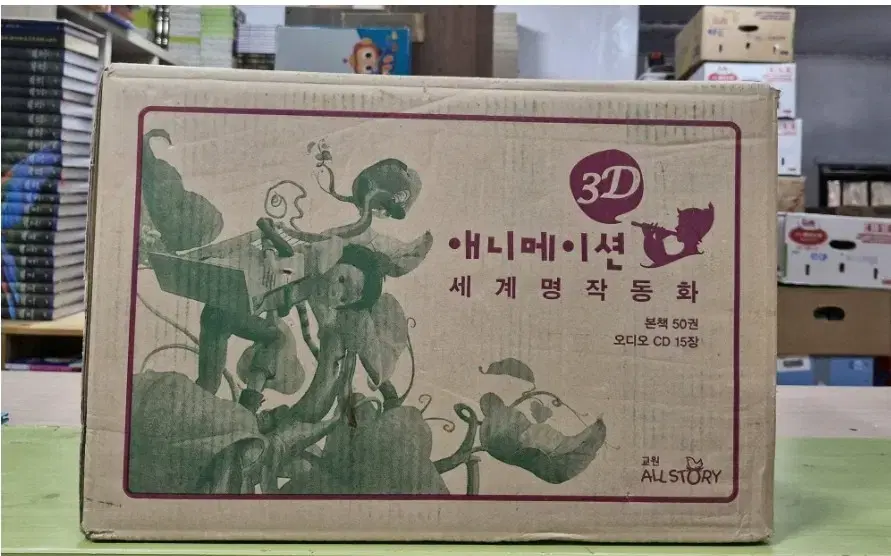 3D
애니메이션
세계명작동화
본책 50권
오디오 CD 15장
교원
ALL STORY